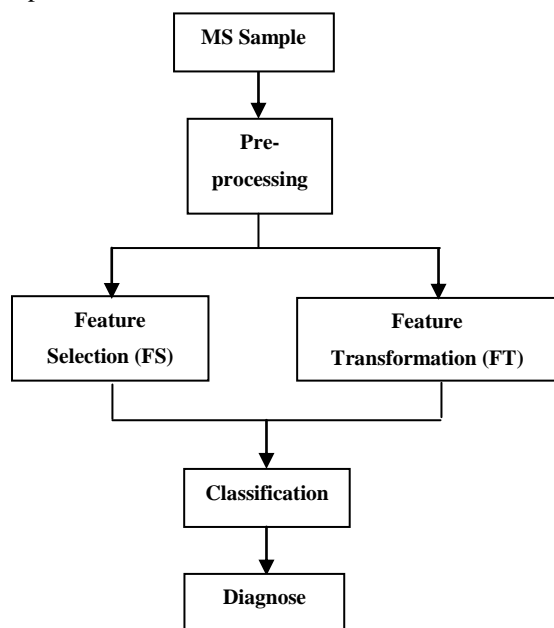 MS Sample
Pre-
processing
Feature
Selection (FS)
Feature
Transformation (FT)
Classification
Diagnose